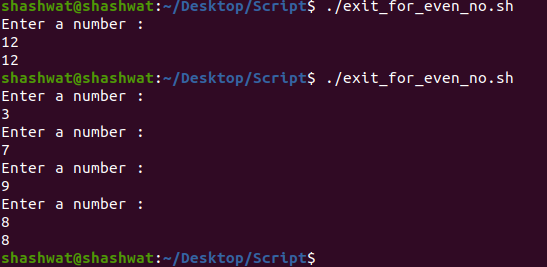 shashwat@shashwat:~/Desktop/Script$ ./exit_for_even_no.sh
Enter a number :
12
12
shashwat@shashwat:~/Desktop/Script$ ./exit_for_even_no.sh
Enter a number :
3
Enter a number :
7
Enter a number :
9
Enter a number :
8
8
shashwat@shashwat:~/Desktop/Script$